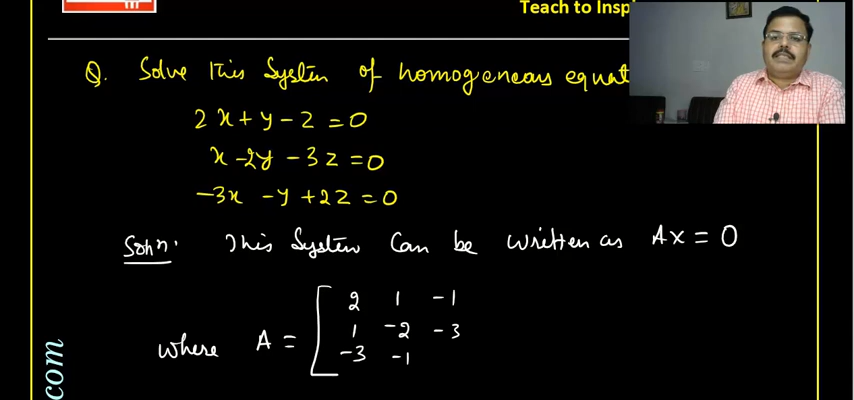 Teach to Insp
Q. Solve this System of homogeneous equat
2x + y - z = 0
x - 2y - 3z = 0
-3x - y + 2z = 0
Soln. This System Can be written as AX = 0
where A = [ 2 1 -1
1 -2 -3
-3 -1
com